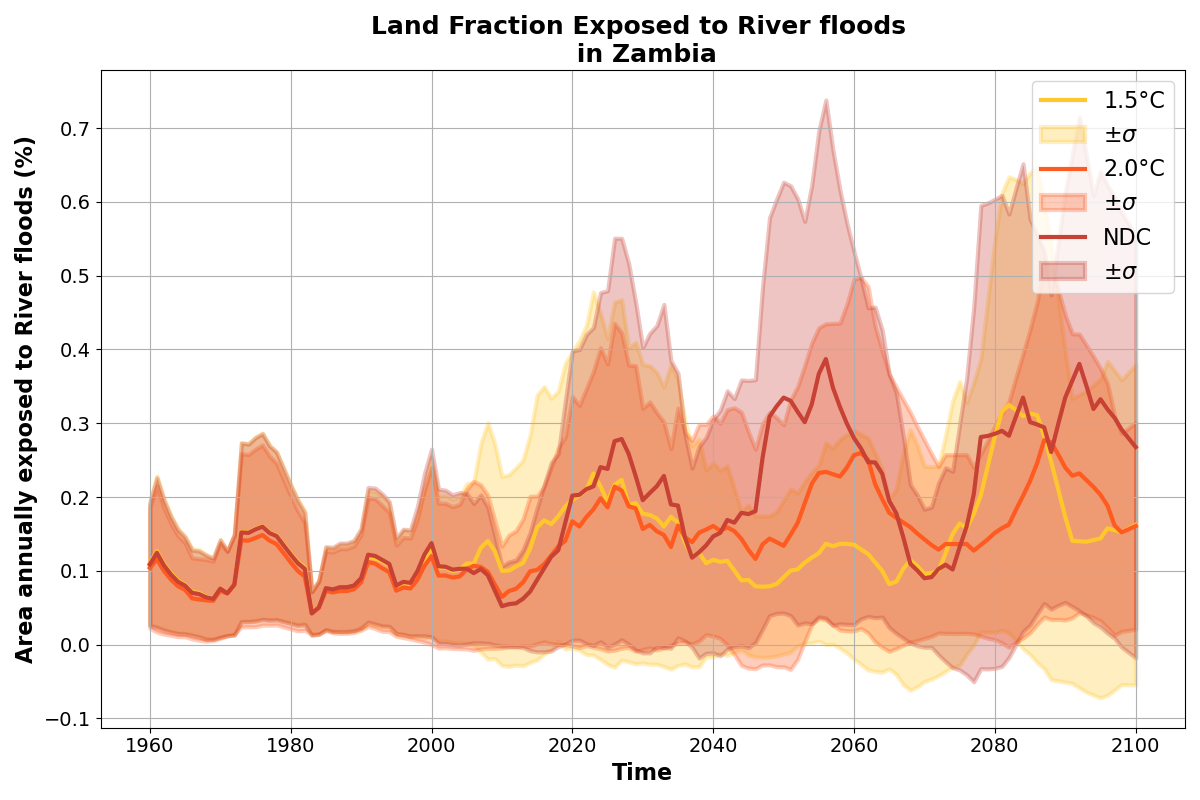 Land Fraction Exposed to River floods
in Zambia
Area annually exposed to River floods (%)
0.7
0.6
0.5
0.4
0.3
0.2
0.1
0.0
−0.1
1.5°C
±σ
2.0°C
±σ
NDC
±σ
1960
1980
2000
2020
2040
2060
2080
2100
Time